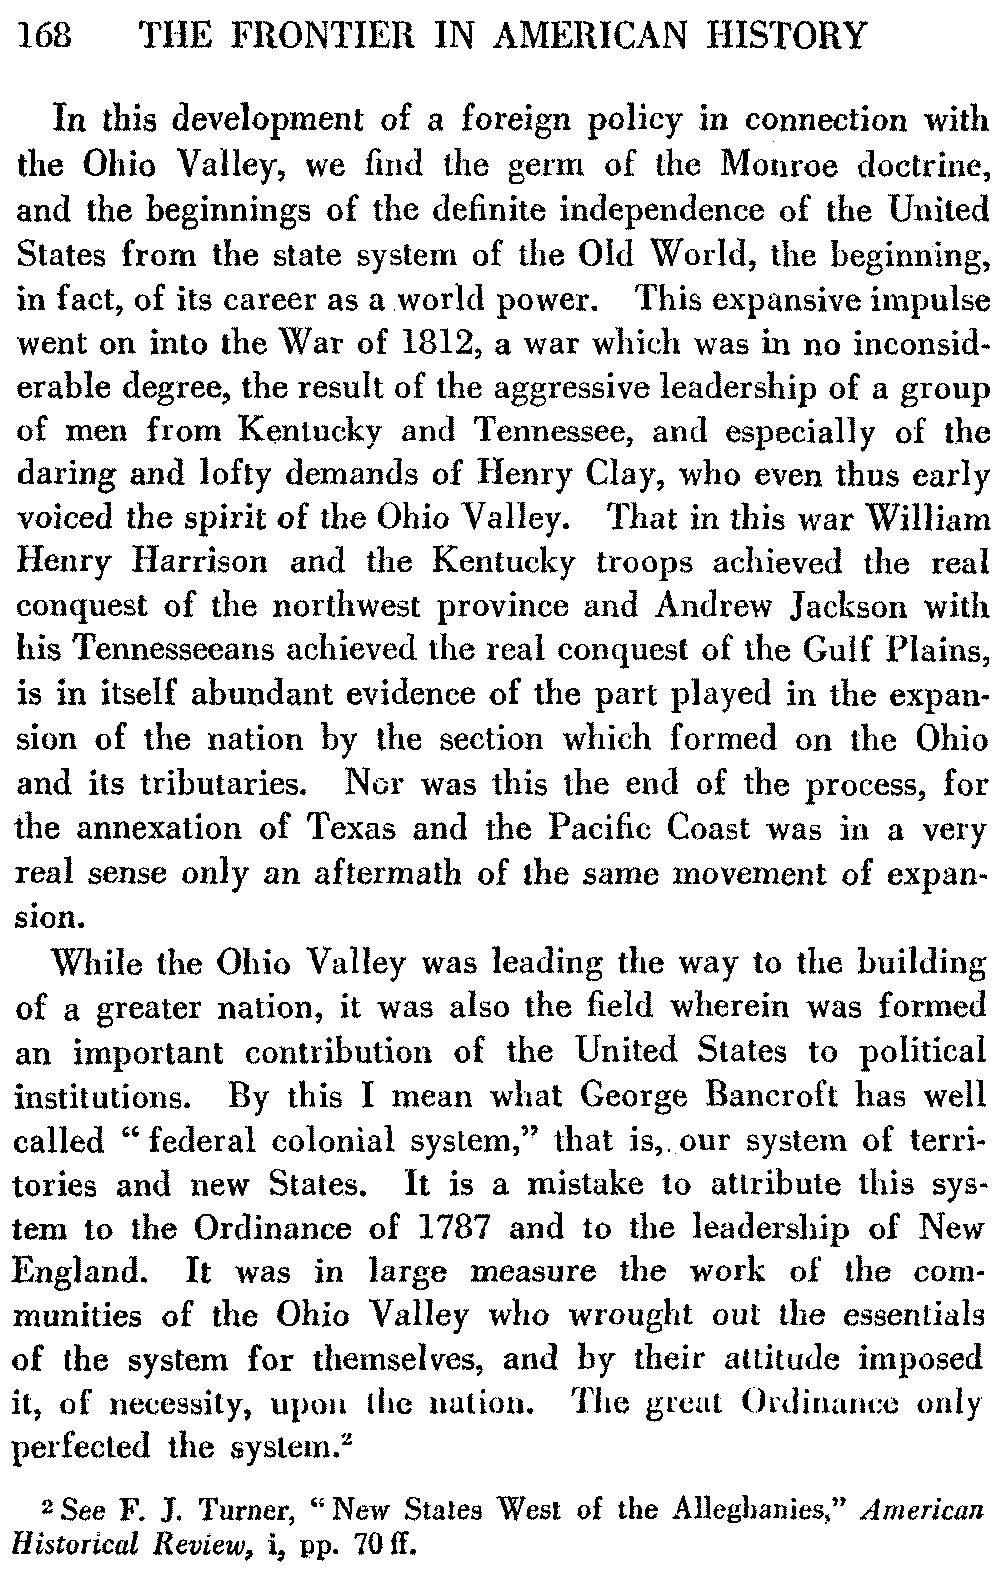 168 THE FRONTIER IN AMERICAN HISTORY
In this development of a foreign policy in connection with
the Ohio Valley, we find the germ of the Monroe doctrine,
and the beginnings of the definite independence of the United
States from the state system of the Old World, the beginning,
in fact, of its career as a world power. This expansive impulse
went on into the War of 1812, a war which was in no inconsid-
erable degree, the result of the aggressive leadership of a group
of men from Kentucky and Tennessee, and especially of the
daring and lofty demands of Henry Clay, who even thus early
voiced the spirit of the Ohio Valley. That in this war William
Henry Harrison and the Kentucky troops achieved the real
conquest of the northwest province and Andrew Jackson with
his Tennesseeans achieved the real conquest of the Gulf Plains,
is in itself abundant evidence of the part played in the expan-
sion of the nation by the section which formed on the Ohio
and its tributaries. Nor was this the end of the process, for
the annexation of Texas and the Pacific Coast was in a very
real sense only an aftermath of the same movement of expan-
sion.
While the Ohio Valley was leading the way to the building
of a greater nation, it was also the field wherein was formed
an important contribution of the United States to political
institutions. By this I mean what George Bancroft has well
called “ federal colonial system,” that is, our system of terri-
tories and new States. It is a mistake to attribute this sys-
tem to the Ordinance of 1787 and to the leadership of New
England. It was in large measure the work of the com-
munities of the Ohio Valley who wrought out the essentials
of the system for themselves, and by their attitude imposed
it, of necessity, upon the nation. The great Ordinance only
perfected the system.²
² See F. J. Turner, “ New States West of the Alleghanies,” American
Historical Review, i, pp. 70 ff.